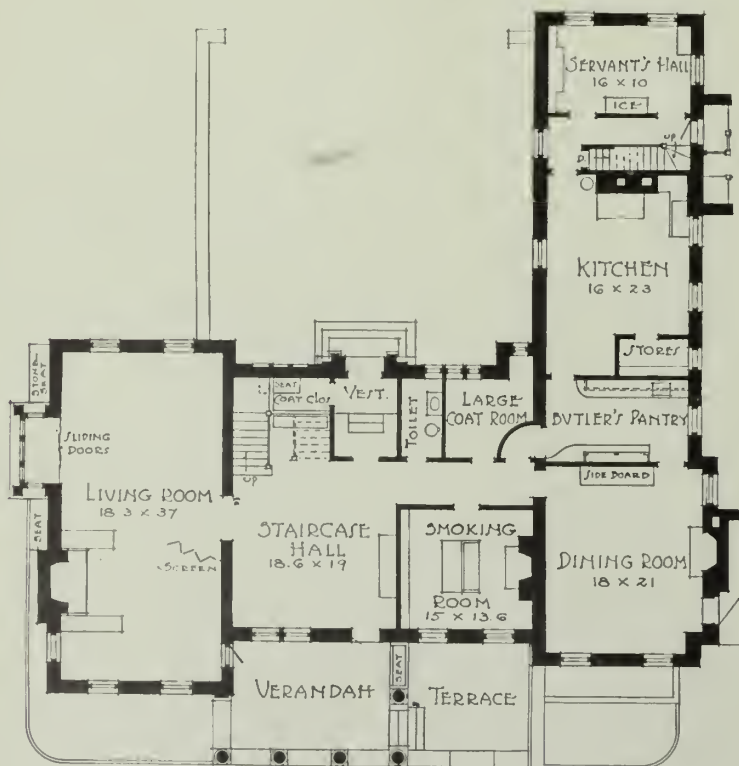 SERVANT'S HALL
16 x 10
ICE
UP
D.
KITCHEN
16 x 23
STORES
STONE SEAT
SLIDING DOORS
SEAT
COAT CLOS
VEST.
TOILET
LARGE
COAT ROOM
BUTLER'S PANTRY
SIDE BOARD
UP
LIVING ROOM
18 3 x 37
SCREEN
SEAT
STAIRCASE
HALL
18.6 x 19
SMOKING
ROOM
15 x 13.6
DINING ROOM
18 x 21
VERANDAH
SEAT
TERRACE